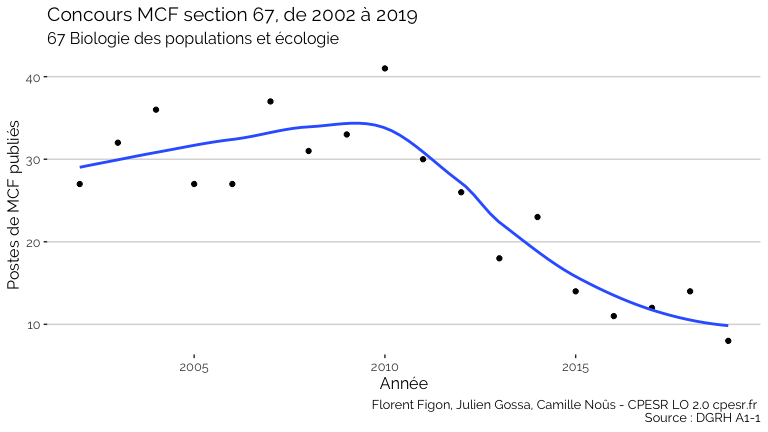 Concours MCF section 67, de 2002 à 2019
67 Biologie des populations et écologie
Postes de MCF publiés
40
30
20
10
2005 2010 2015
Année
Florent Figon, Julien Gossa, Camille Noûs - CPESR LO 2.0 cpesr.fr
Source : DGRH A1-1